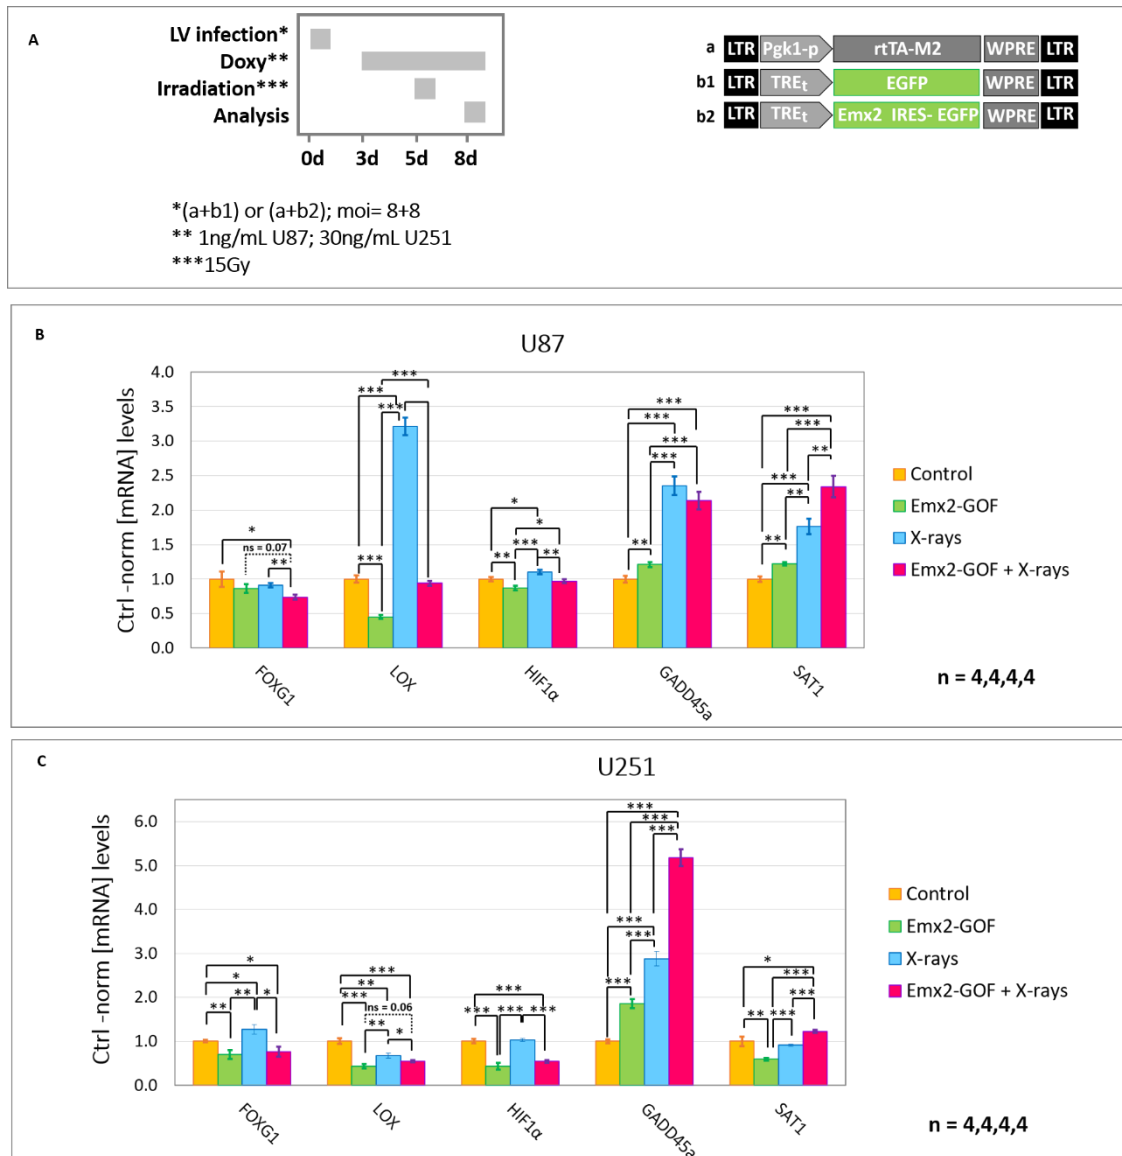 A
LV infection*
Doxy**
Irradiation***
Analysis
0d 3d 5d 8d
*(a+b1) or (a+b2); moi= 8+8
** 1ng/mL U87; 30ng/mL U251
***15Gy
a LTR Pgk1-p rtTA-M2 WPRE LTR
b1 LTR TREt EGFP WPRE LTR
b2 LTR TREt Emx2 IRES- EGFP WPRE LTR
B
U87
Ctrl -norm [mRNA] levels
4.0
3.5
3.0
2.5
2.0
1.5
1.0
0.5
0.0
*
ns = 0.07
**
***
***
***
***
*
*
** *** **
***
***
***
***
**
***
***
**
***
**
**
FOXG1 LOX HIF1α GADD45a SAT1
Control
Emx2-GOF
X-rays
Emx2-GOF + X-rays
n = 4,4,4,4
C
U251
Ctrl -norm [mRNA] levels
6.0
5.0
4.0
3.0
2.0
1.0
0.0
*
*
** ** *
***
**
***
ns = 0.06
**
*
***
*** *** ***
***
***
***
***
***
***
*
***
***
** ***
FOXG1 LOX HIF1α GADD45a SAT1
Control
Emx2-GOF
X-rays
Emx2-GOF + X-rays
n = 4,4,4,4